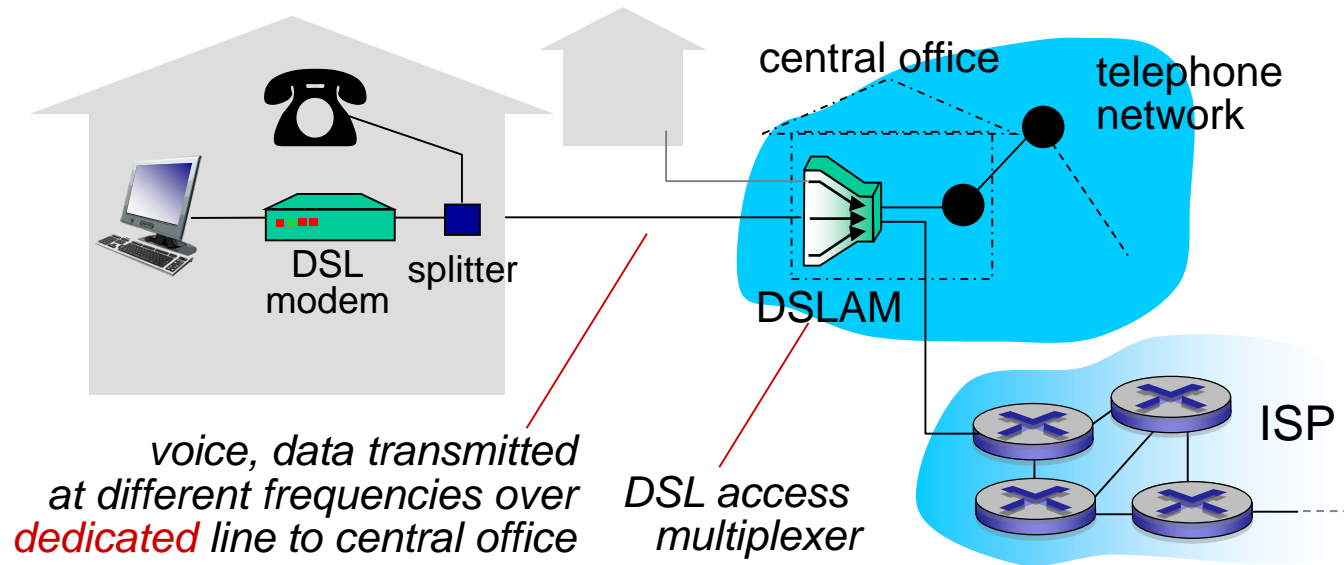 central office
telephone
network
DSL
modem
splitter
DSLAM
ISP
voice, data transmitted
at different frequencies over
dedicated line to central office
DSL access
multiplexer